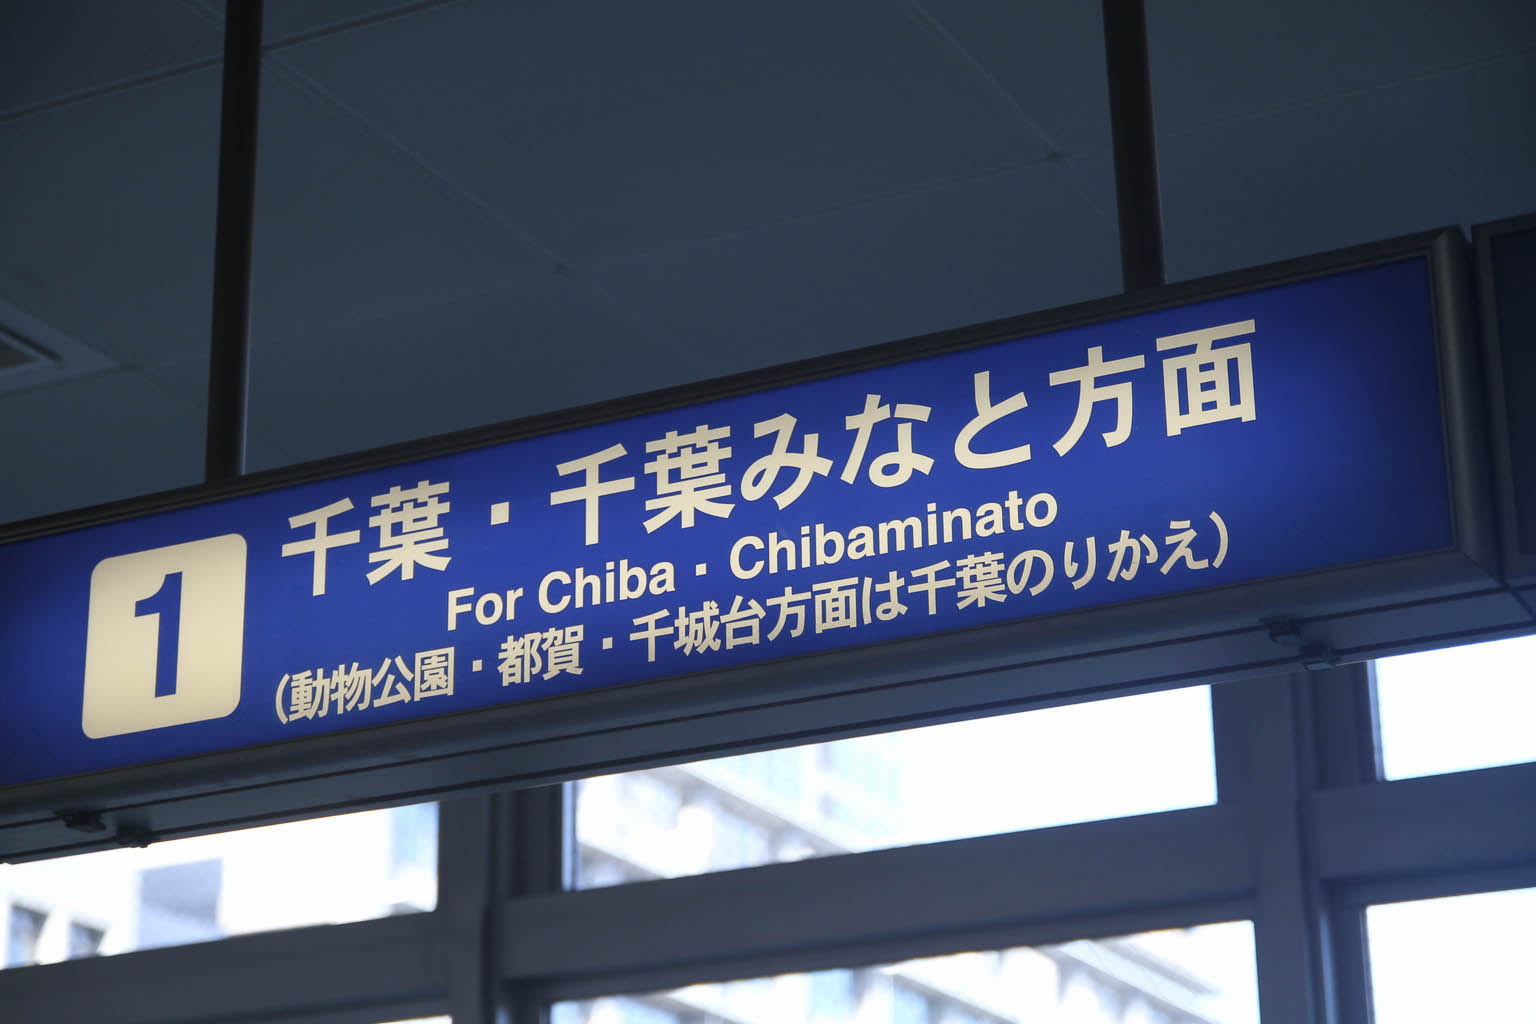 1
千葉・千葉みなと方面
For Chiba・Chibaminato
（動物公園・都賀・千城台方面は千葉のりかえ）